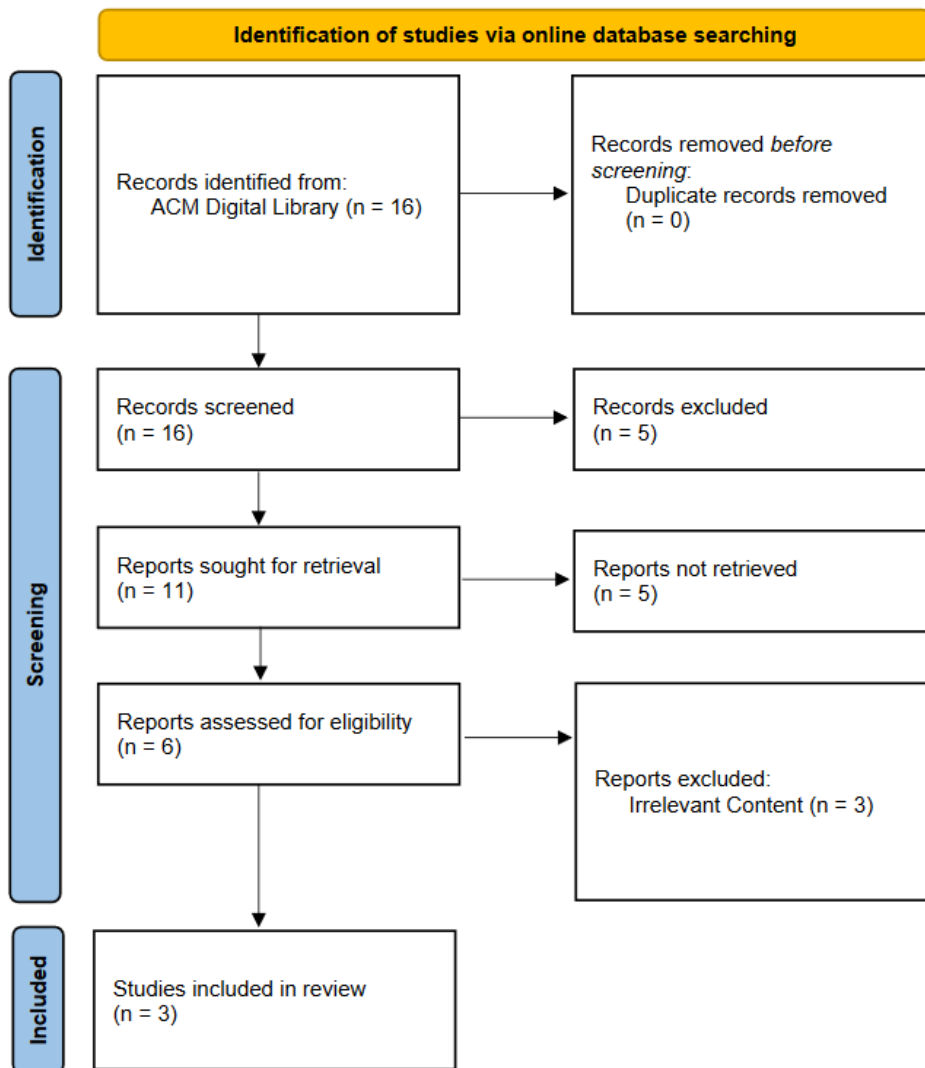 Identification of studies via online database searching
Identification
Records identified from:
ACM Digital Library (n = 16)
Records removed before
screening:
Duplicate records removed
(n = 0)
Screening
Records screened
(n = 16)
Records excluded
(n = 5)
Reports sought for retrieval
(n = 11)
Reports not retrieved
(n = 5)
Reports assessed for eligibility
(n = 6)
Reports excluded:
Irrelevant Content (n = 3)
Included
Studies included in review
(n = 3)